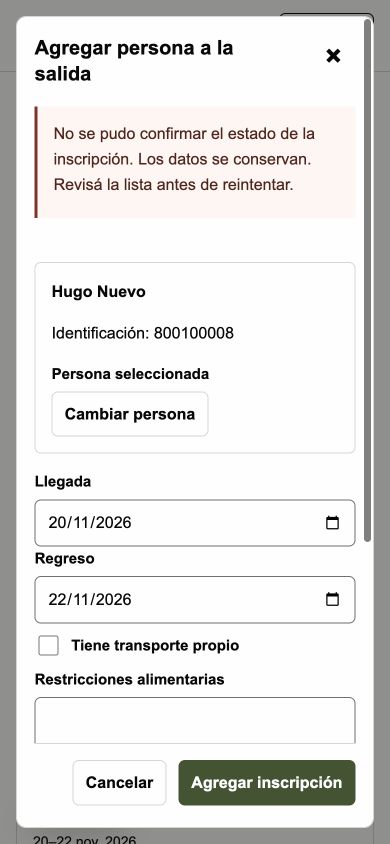 Agregar persona a la
salida
No se pudo confirmar el estado de la
inscripción. Los datos se conservan.
Revisá la lista antes de reintentar.
Hugo Nuevo
Identificación: 800100008
Persona seleccionada
Cambiar persona
Llegada
20/11/2026
Regreso
22/11/2026
Tiene transporte propio
Restricciones alimentarias
Cancelar
Agregar inscripción
20–22 nov. 2026